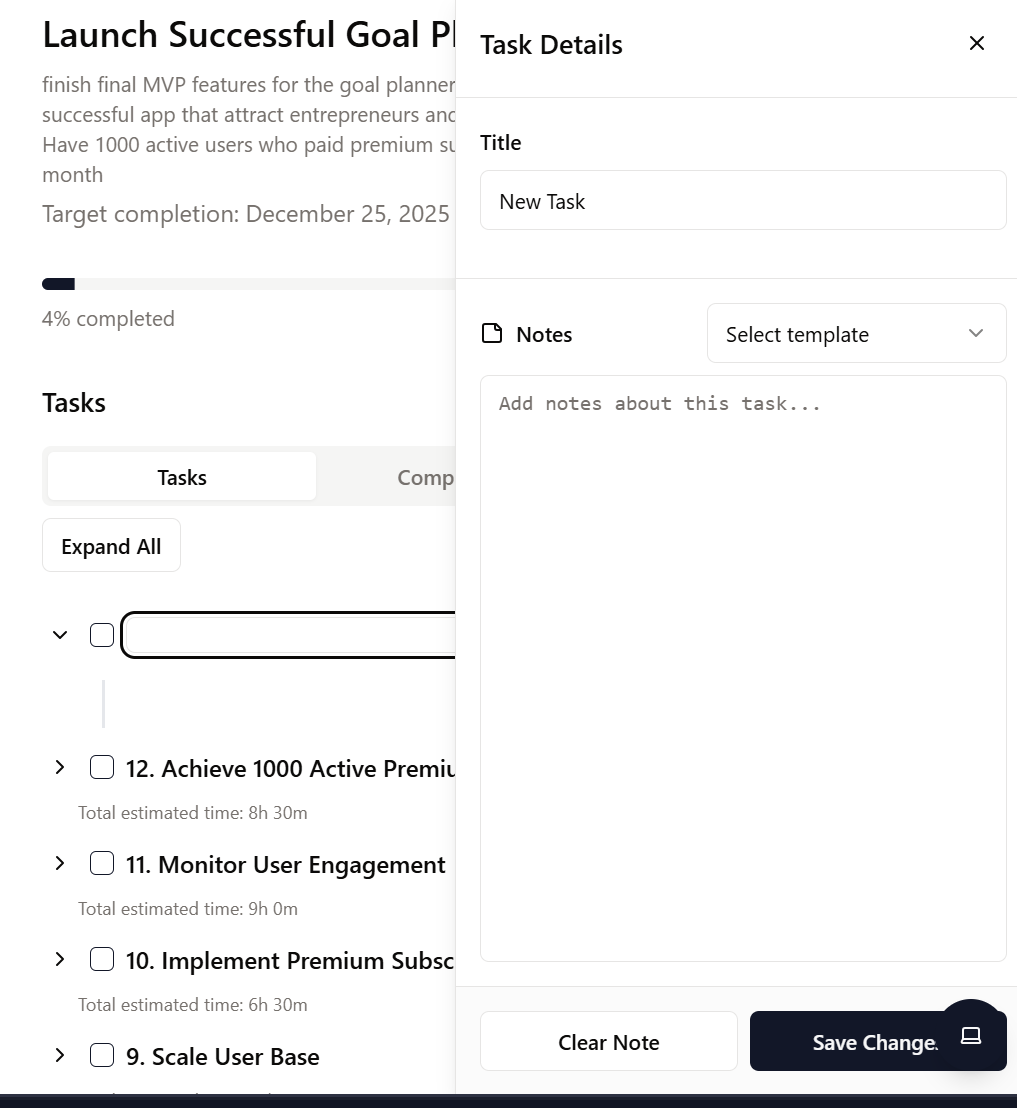 Launch Successful Goal Pl
finish final MVP features for the goal planner
successful app that attract entrepreneurs and
Have 1000 active users who paid premium su
month
Target completion: December 25, 2025
4% completed
Tasks
Tasks
Comp
Expand All
12. Achieve 1000 Active Premiu
Total estimated time: 8h 30m
11. Monitor User Engagement
Total estimated time: 9h 0m
10. Implement Premium Subsc
Total estimated time: 6h 30m
9. Scale User Base
Task Details
Title
New Task
Notes
Select template
Add notes about this task...
Clear Note
Save Change